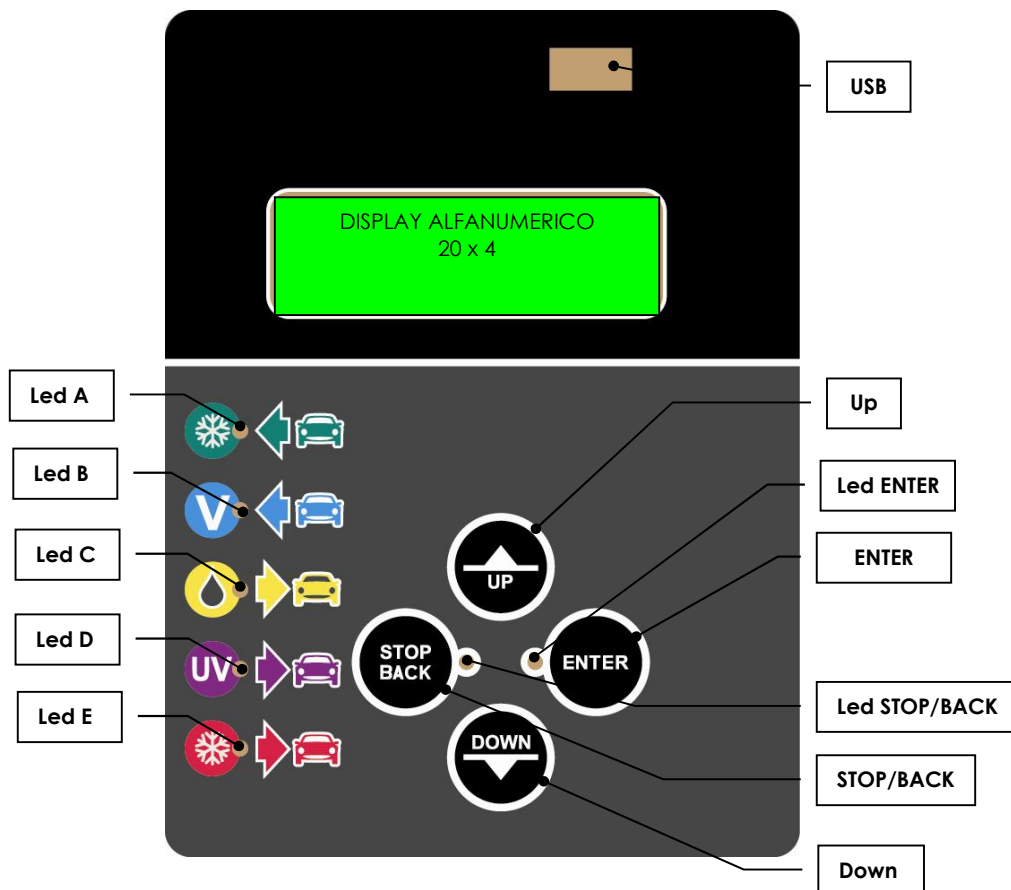 USB
DISPLAY ALFANUMERICO
20 x 4
Led A
Up
Led B
V
Led ENTER
Led C
ENTER
UP
Led D
UV
STOP
BACK
ENTER
Led E
Led STOP/BACK
DOWN
STOP/BACK
Down